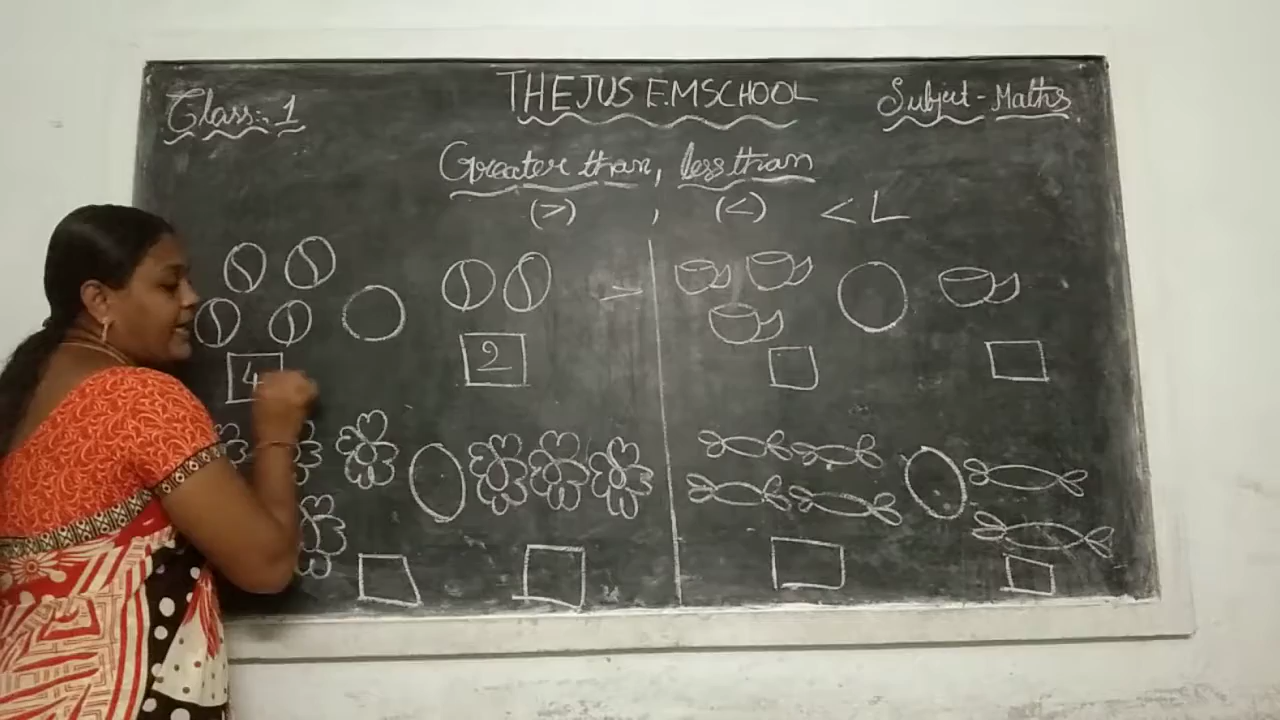 Class:- 1
THEJUS E.M SCHOOL
Subject - Maths
Greater than, less than
(>) , (<) < L
4
2